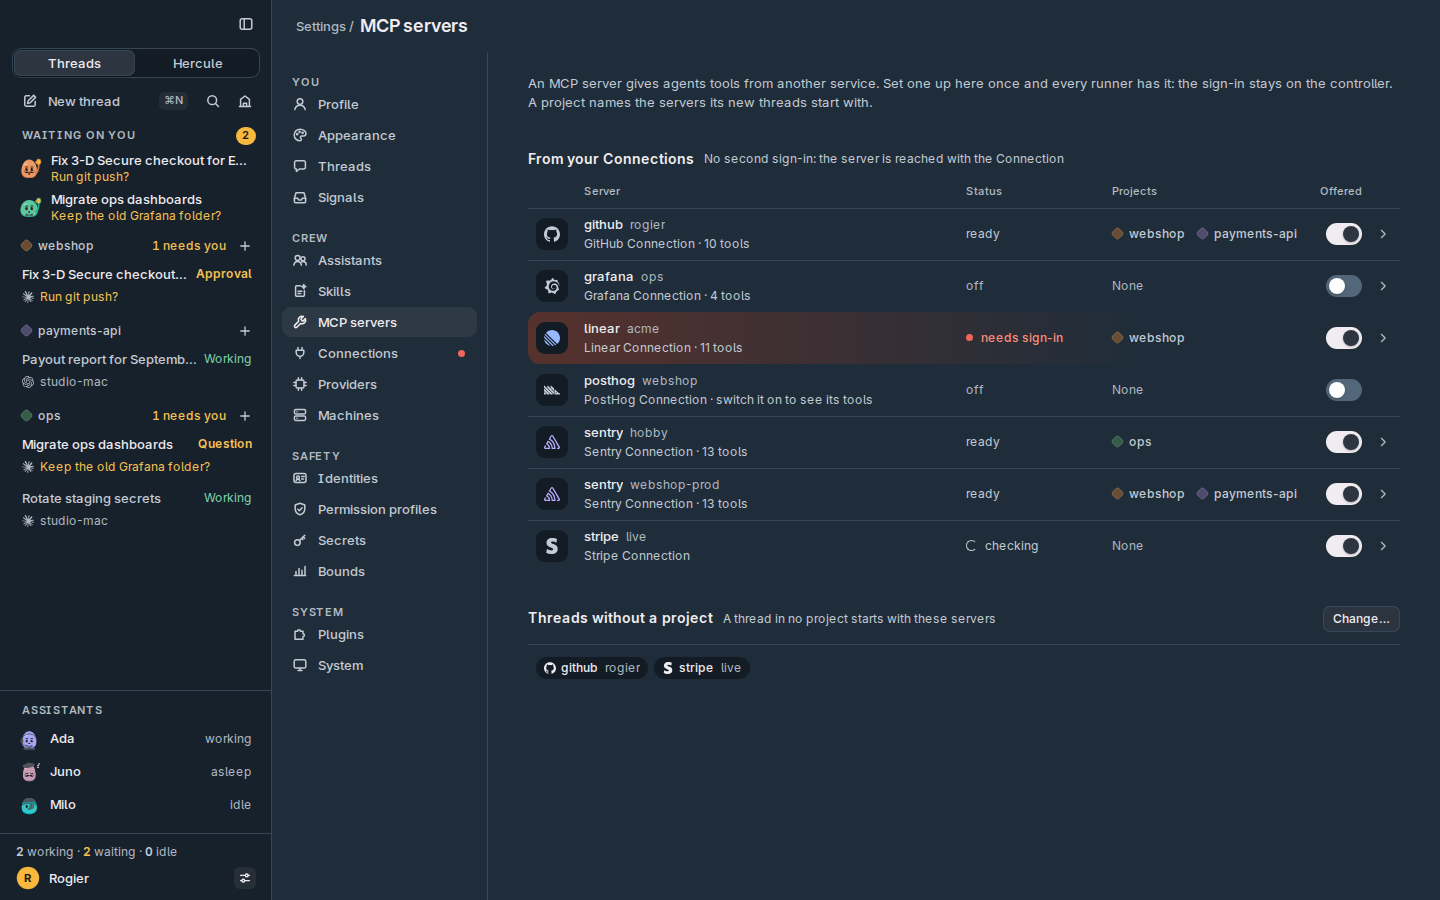 Threads
Hercule
New thread
⌘N
WAITING ON YOU
2
Fix 3-D Secure checkout for E...
Run git push?
Migrate ops dashboards
Keep the old Grafana folder?
webshop
1 needs you
Fix 3-D Secure checkout...
Approval
Run git push?
payments-api
Payout report for Septemb...
Working
studio-mac
ops
1 needs you
Migrate ops dashboards
Question
Keep the old Grafana folder?
Rotate staging secrets
Working
studio-mac
ASSISTANTS
Ada
working
Juno
asleep
Milo
idle
2 working · 2 waiting · 0 idle
R
Rogier
Settings / MCP servers
YOU
Profile
Appearance
Threads
Signals
CREW
Assistants
Skills
MCP servers
Connections
Providers
Machines
SAFETY
Identities
Permission profiles
Secrets
Bounds
SYSTEM
Plugins
System
An MCP server gives agents tools from another service. Set one up here once and every runner has it: the sign-in stays on the controller.
A project names the servers its new threads start with.
From your Connections No second sign-in: the server is reached with the Connection
Server Status Projects Offered
github rogier
GitHub Connection · 10 tools
ready
webshop payments-api
grafana ops
Grafana Connection · 4 tools
off
None
linear acme
Linear Connection · 11 tools
needs sign-in
webshop
posthog webshop
PostHog Connection · switch it on to see its tools
off
None
sentry hobby
Sentry Connection · 13 tools
ready
ops
sentry webshop-prod
Sentry Connection · 13 tools
ready
webshop payments-api
stripe live
Stripe Connection
checking
None
Threads without a project A thread in no project starts with these servers
Change...
github rogier
stripe live